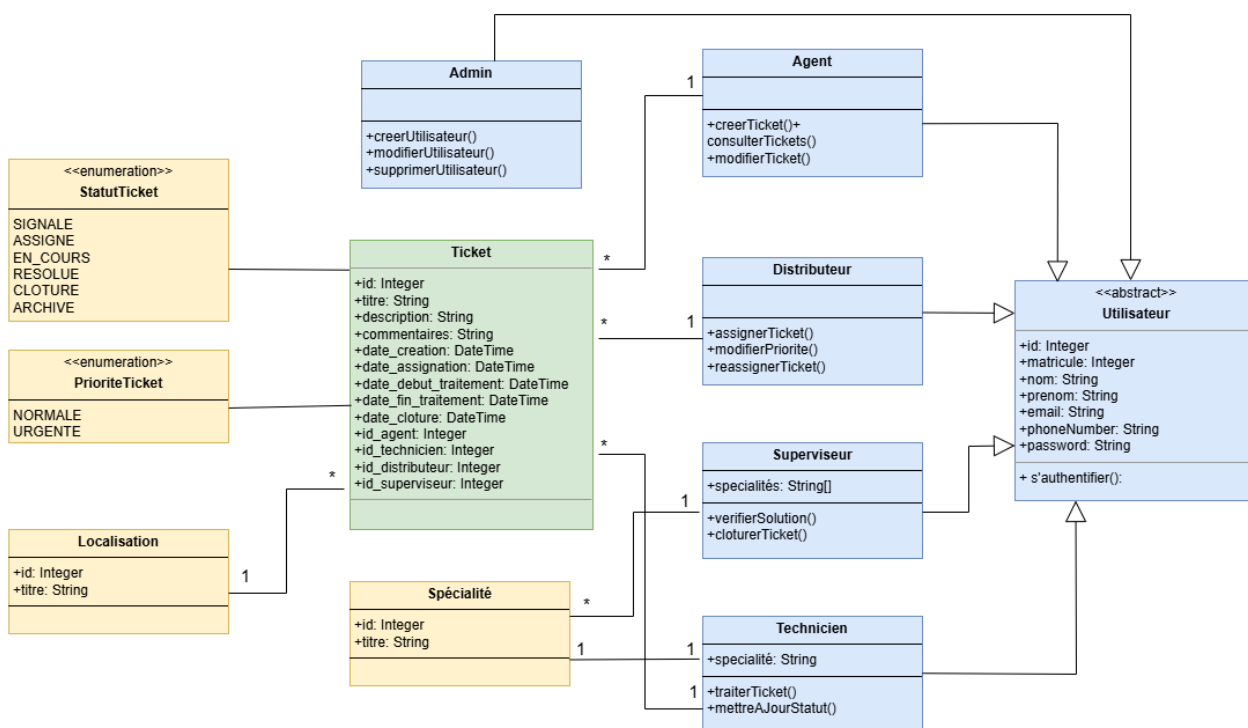 Admin
+creerUtilisateur()
+modifierUtilisateur()
+supprimerUtilisateur()
1
Agent
+creerTicket()+
consulterTickets()
+modifierTicket()
<<enumeration>>
StatutTicket
SIGNALE
ASSIGNE
EN_COURS
RESOLUE
CLOTURE
ARCHIVE
<<enumeration>>
PrioriteTicket
NORMALE
URGENTE
Localisation
+id: Integer
+titre: String
1
*
Ticket
+id: Integer
+titre: String
+description: String
+commentaires: String
+date_creation: DateTime
+date_assignation: DateTime
+date_debut_traitement: DateTime
+date_fin_traitement: DateTime
+date_cloture: DateTime
+id_agent: Integer
+id_technicien: Integer
+id_distributeur: Integer
+id_superviseur: Integer
*
*
*
1
Distributeur
+assignerTicket()
+modifierPriorite()
+reassignerTicket()
<<abstract>>
Utilisateur
+id: Integer
+matricule: Integer
+nom: String
+prenom: String
+email: String
+phoneNumber: String
+password: String
+ s'authentifier():
1
Superviseur
+specialités: String[]
+verifierSolution()
+cloturerTicket()
Spécialité
+id: Integer
+titre: String
*
1
1
1
Technicien
+specialité: String
+traiterTicket()
+mettreAJourStatut()